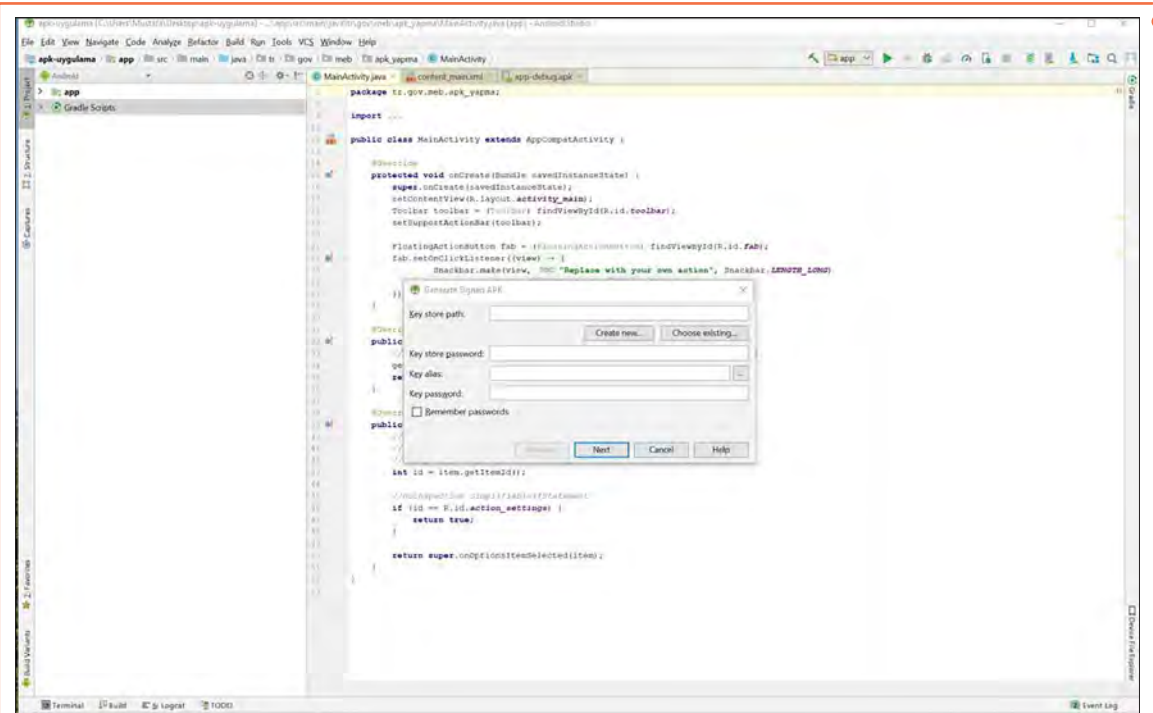 apk-uygulama
File Edit View Navigate Code Analyze Refactor Build Run Tools VCS Window Help
apk-uygulama app src main java tr gov meb apk_yapma MainActivity
app
Android
MainActivity.java content_main.xml app-debug.apk
1: Project
app
Gradle Scripts
Gradle
2: Structure
Captures
package tr.gov.meb.apk_yapma;
import ...
public class MainActivity extends AppCompatActivity {
@Override
protected void onCreate(Bundle savedInstanceState) {
super.onCreate(savedInstanceState);
setContentView(R.layout.activity_main);
Toolbar toolbar = (Toolbar) findViewById(R.id.toolbar);
setSupportActionBar(toolbar);
FloatingActionButton fab = (FloatingActionButton) findViewById(R.id.fab);
fab.setOnClickListener((view) → {
Snackbar.make(view, "Replace with your own action", Snackbar.LENGTH_LONG)
Generate Signed APK
Key store path:
Create new... Choose existing...
Key store password:
Key alias: ...
Key password:
Remember passwords
Previous Next Cancel Help
public
public
int id = item.getItemId();
//noinspection SimplifiableIfStatement
if (id == R.id.action_settings) {
return true;
}
return super.onOptionsItemSelected(item);
}
}
2: Favorites
Build Variants
Device File Explorer
Terminal Build 6: Logcat TODO Event Log